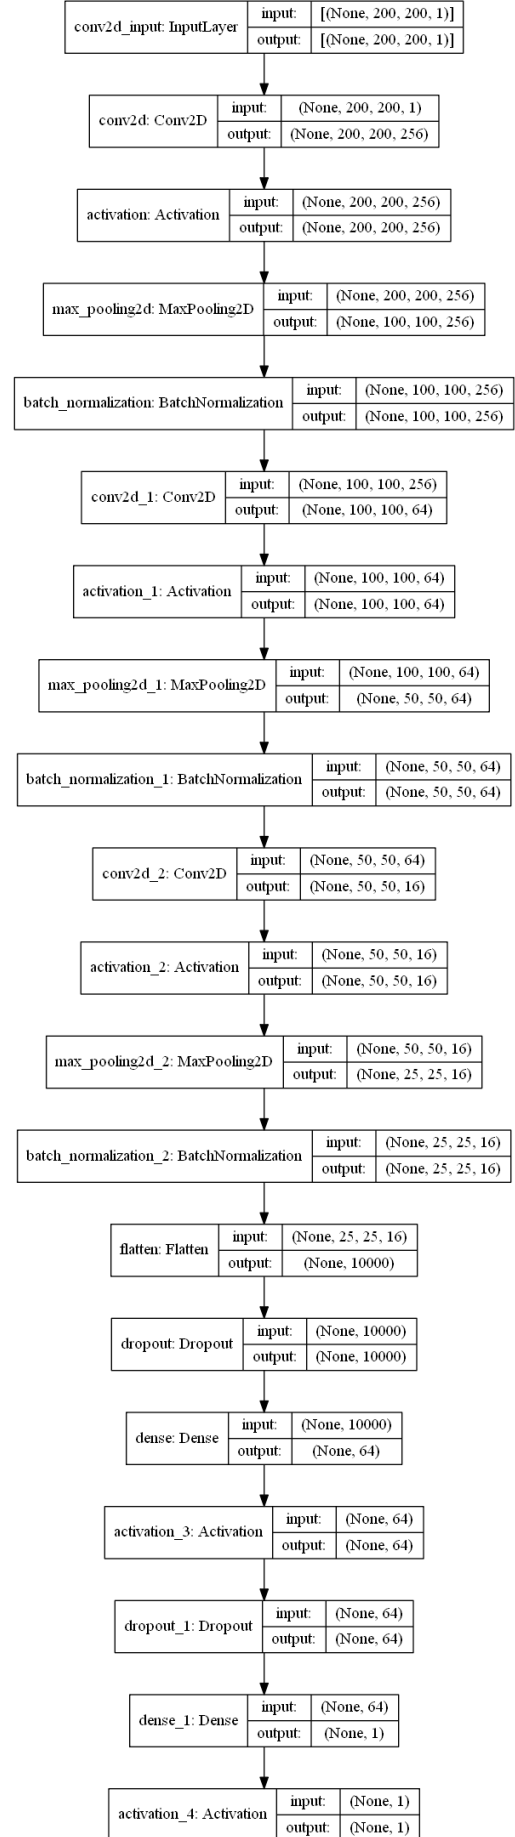 conv2d_input: InputLayer
input: [(None, 200, 200, 1)]
output: [(None, 200, 200, 1)]
conv2d: Conv2D
input: (None, 200, 200, 1)
output: (None, 200, 200, 256)
activation: Activation
input: (None, 200, 200, 256)
output: (None, 200, 200, 256)
max_pooling2d: MaxPooling2D
input: (None, 200, 200, 256)
output: (None, 100, 100, 256)
batch_normalization: BatchNormalization
input: (None, 100, 100, 256)
output: (None, 100, 100, 256)
conv2d_1: Conv2D
input: (None, 100, 100, 256)
output: (None, 100, 100, 64)
activation_1: Activation
input: (None, 100, 100, 64)
output: (None, 100, 100, 64)
max_pooling2d_1: MaxPooling2D
input: (None, 100, 100, 64)
output: (None, 50, 50, 64)
batch_normalization_1: BatchNormalization
input: (None, 50, 50, 64)
output: (None, 50, 50, 64)
conv2d_2: Conv2D
input: (None, 50, 50, 64)
output: (None, 50, 50, 16)
activation_2: Activation
input: (None, 50, 50, 16)
output: (None, 50, 50, 16)
max_pooling2d_2: MaxPooling2D
input: (None, 50, 50, 16)
output: (None, 25, 25, 16)
batch_normalization_2: BatchNormalization
input: (None, 25, 25, 16)
output: (None, 25, 25, 16)
flatten: Flatten
input: (None, 25, 25, 16)
output: (None, 10000)
dropout: Dropout
input: (None, 10000)
output: (None, 10000)
dense: Dense
input: (None, 10000)
output: (None, 64)
activation_3: Activation
input: (None, 64)
output: (None, 64)
dropout_1: Dropout
input: (None, 64)
output: (None, 64)
dense_1: Dense
input: (None, 64)
output: (None, 1)
activation_4: Activation
input: (None, 1)
output: (None, 1)